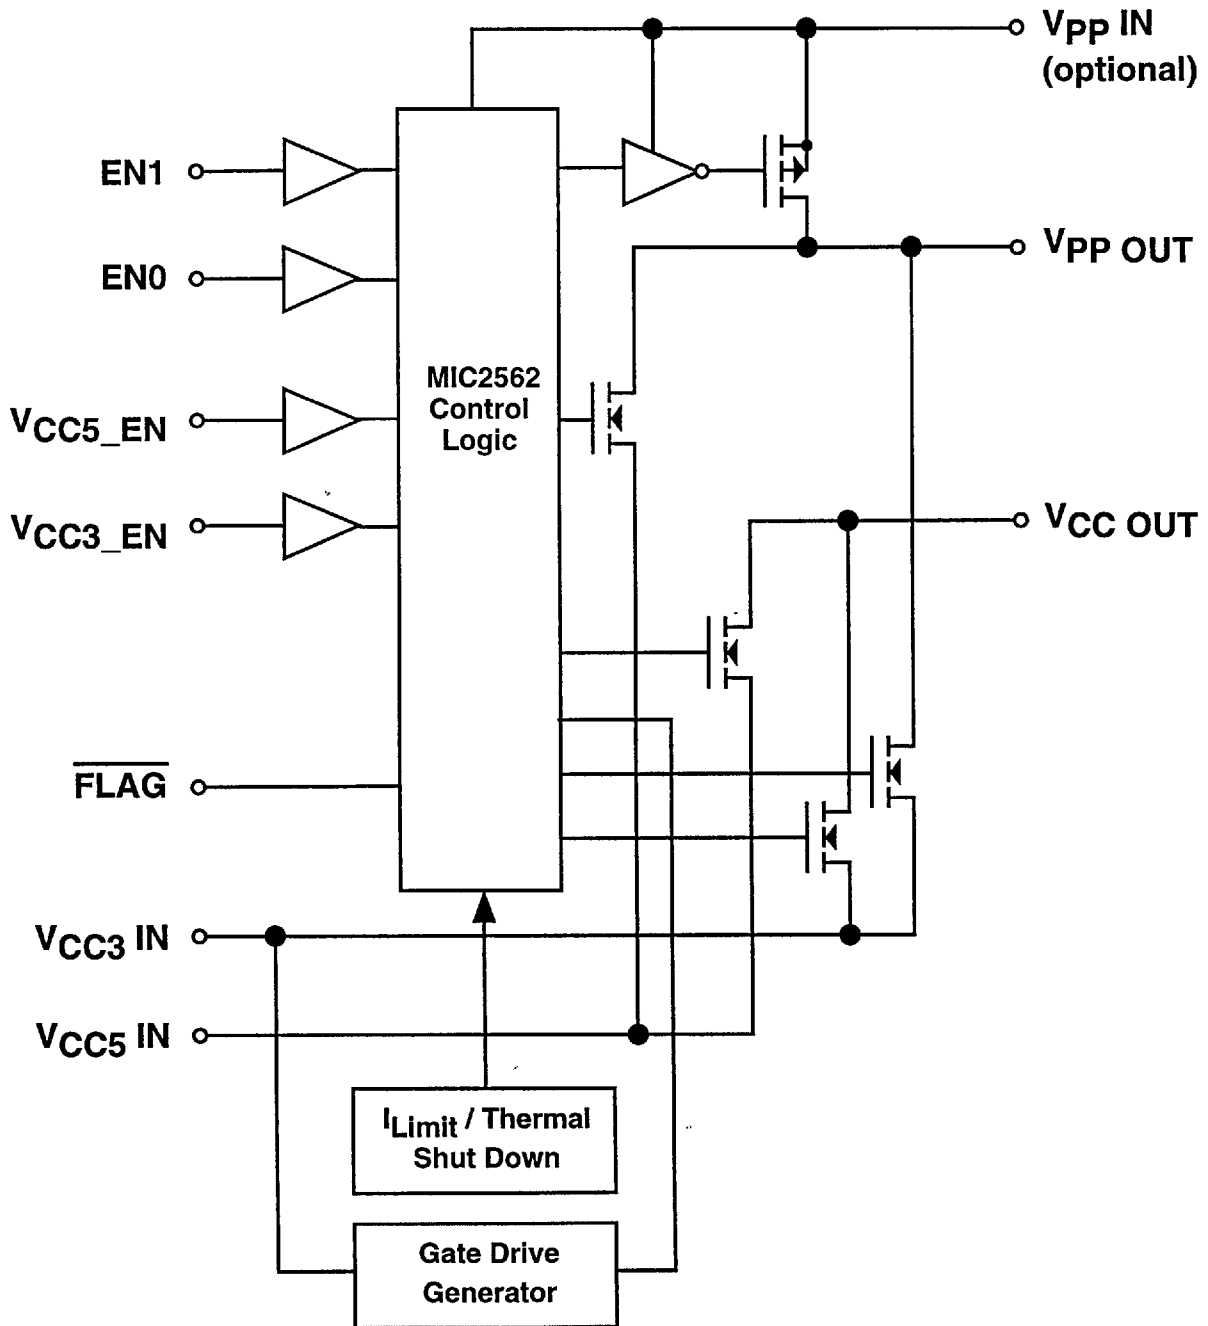 VPP IN
(optional)
EN1
VPP OUT
EN0
MIC2562
Control
Logic
VCC5_EN
VCC3_EN
VCC OUT
FLAG
VCC3 IN
VCC5 IN
ILimit / Thermal
Shut Down
Gate Drive
Generator